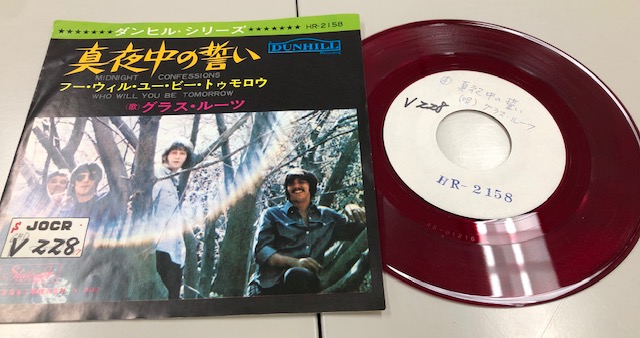 ★★★★★★★ダンヒル・シリーズ★★★★★★★
HR-2158
真夜中の誓い
DUNHILL
MIDNIGHT CONFESSIONS
フー・ウィル・ユー・ビー・トゥモロウ
WHO WILL YOU BE TOMORROW
(歌)グラス・ルーツ
JOCR
V 228
A 真夜中の誓い
(唄) グラス ルーツ
V228
HR-2158